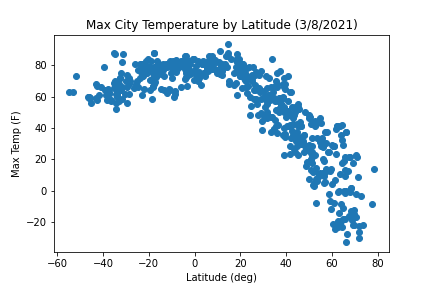 Max City Temperature by Latitude (3/8/2021)
Max Temp (F)
80
60
40
20
0
−20
−60 −40 −20 0 20 40 60 80
Latitude (deg)